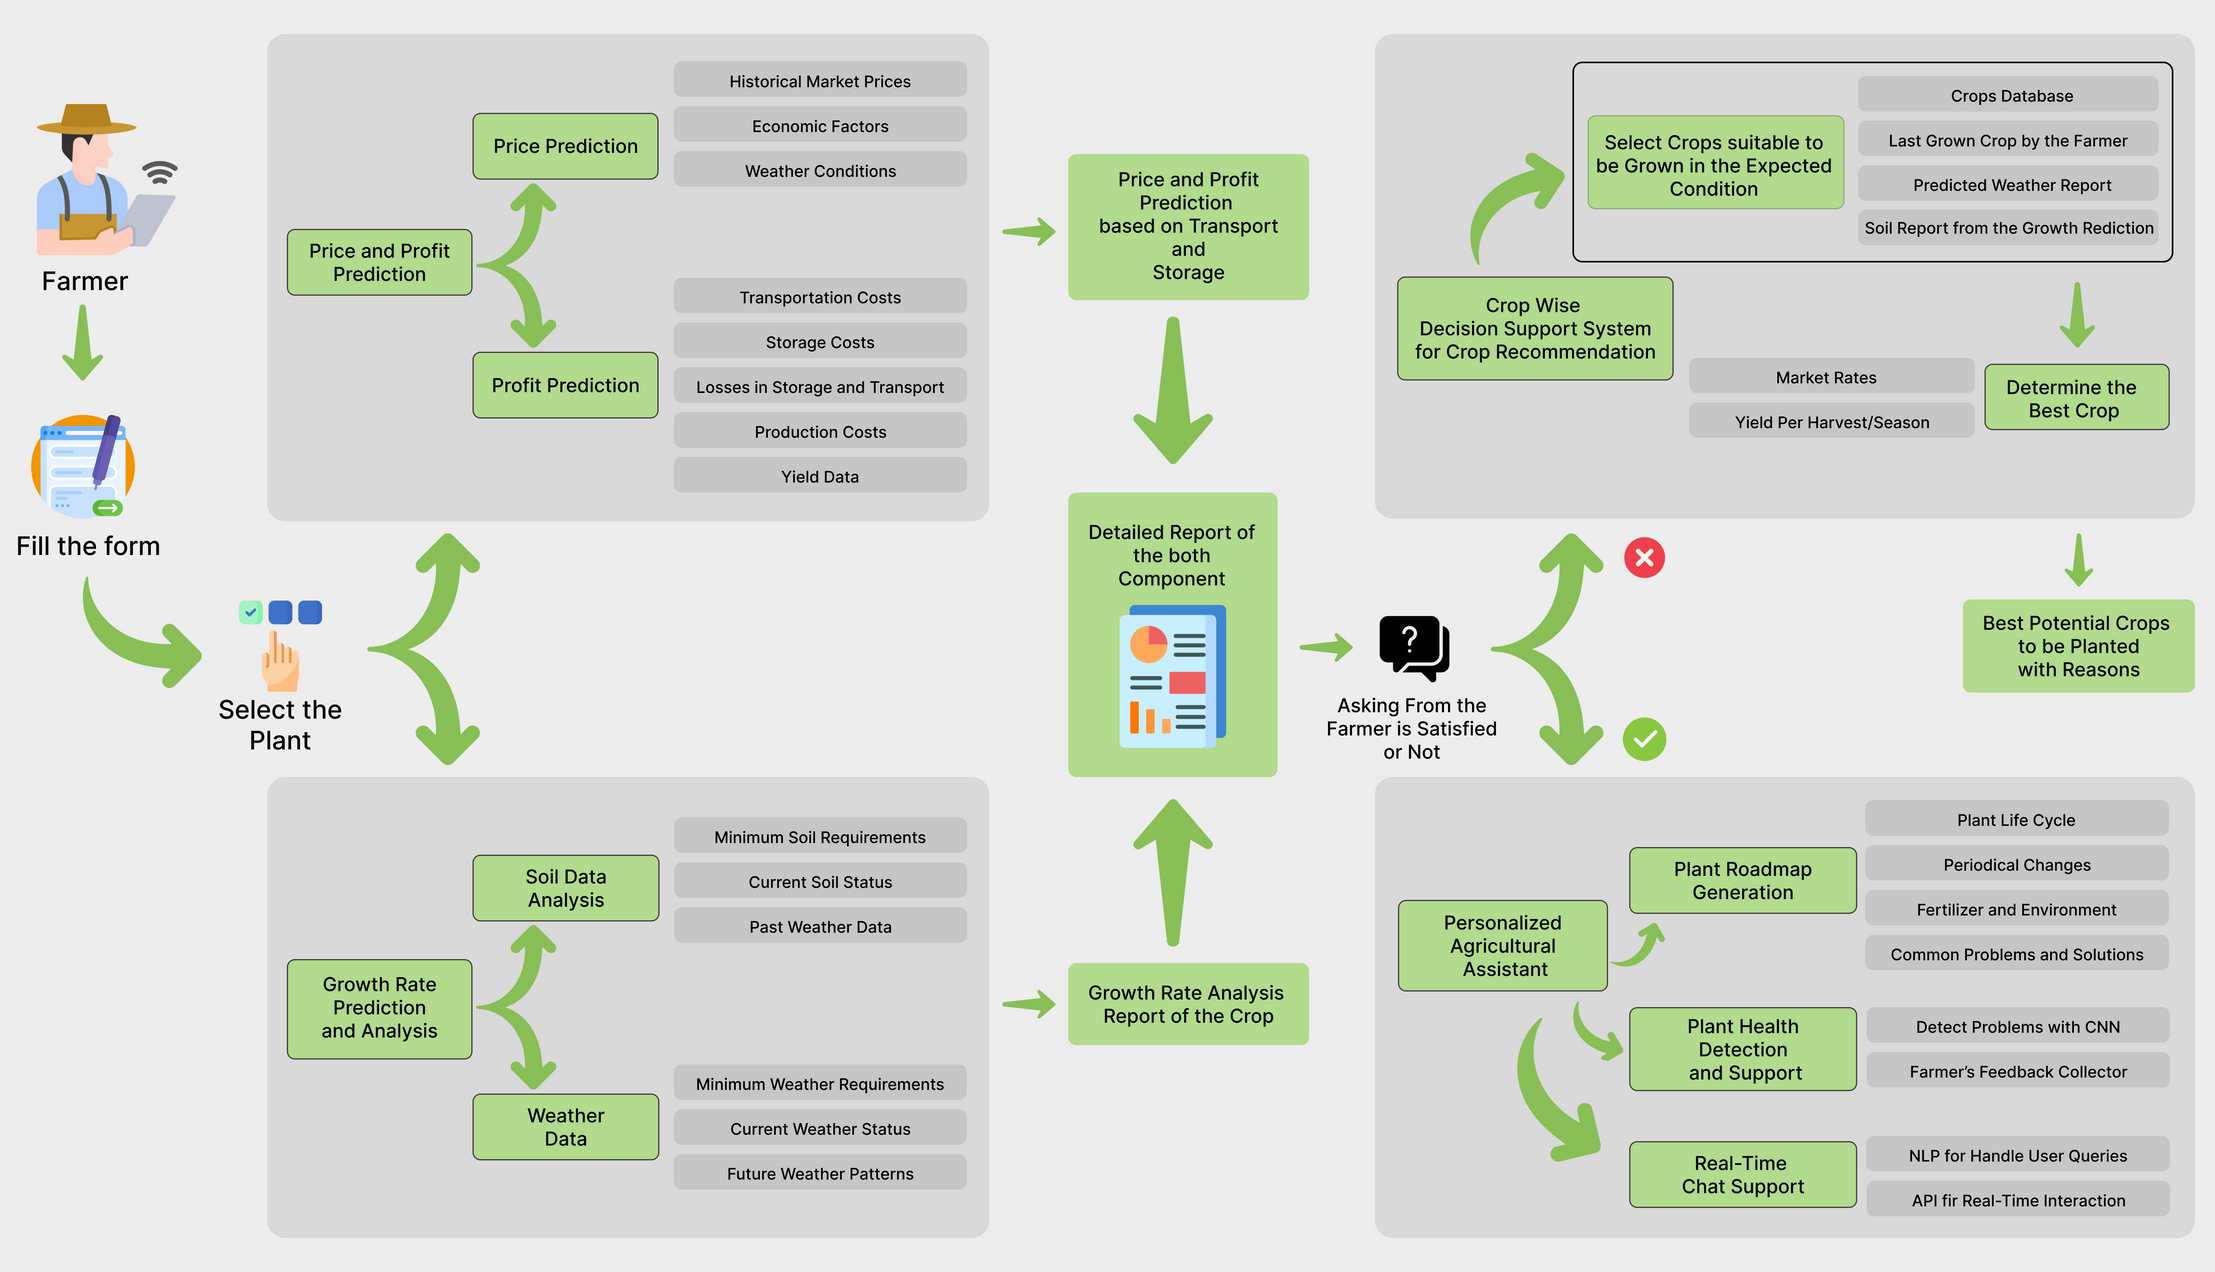 Farmer
Fill the form
Select the
Plant
Price and Profit
Prediction
Price Prediction
Historical Market Prices
Economic Factors
Weather Conditions
Profit Prediction
Transportation Costs
Storage Costs
Losses in Storage and Transport
Production Costs
Yield Data
Growth Rate
Prediction
and Analysis
Soil Data
Analysis
Minimum Soil Requirements
Current Soil Status
Past Weather Data
Weather
Data
Minimum Weather Requirements
Current Weather Status
Future Weather Patterns
Price and Profit
Prediction
based on Transport
and
Storage
Detailed Report of
the both
Component
Growth Rate Analysis
Report of the Crop
?
Asking From the
Farmer is Satisfied
or Not
Crop Wise
Decision Support System
for Crop Recommendation
Select Crops suitable to
be Grown in the Expected
Condition
Crops Database
Last Grown Crop by the Farmer
Predicted Weather Report
Soil Report from the Growth Rediction
Market Rates
Yield Per Harvest/Season
Determine the
Best Crop
Best Potential Crops
to be Planted
with Reasons
Personalized
Agricultural
Assistant
Plant Roadmap
Generation
Plant Life Cycle
Periodical Changes
Fertilizer and Environment
Common Problems and Solutions
Plant Health
Detection
and Support
Detect Problems with CNN
Farmer’s Feedback Collector
Real-Time
Chat Support
NLP for Handle User Queries
API fir Real-Time Interaction